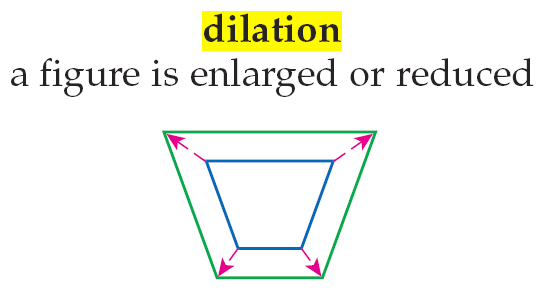 dilation
a figure is enlarged or reduced